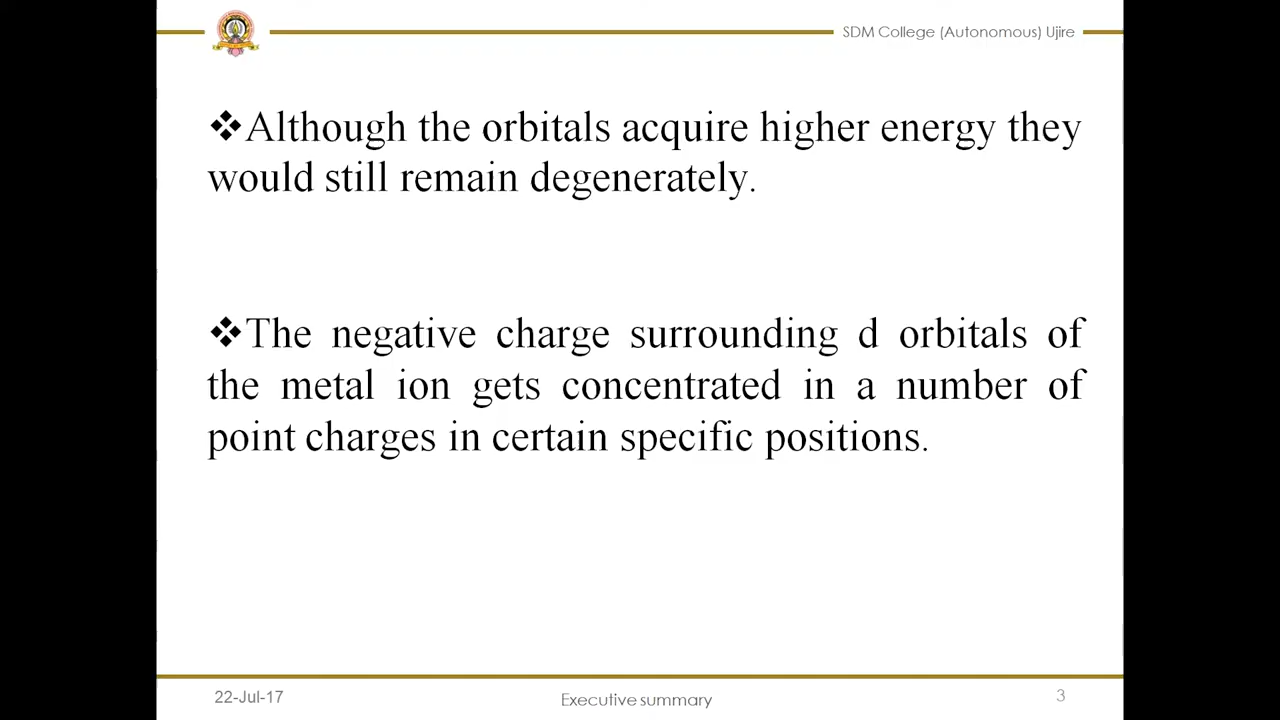 SDM College (Autonomous) Ujire
❖Although the orbitals acquire higher energy they
would still remain degenerately.
❖The negative charge surrounding d orbitals of
the metal ion gets concentrated in a number of
point charges in certain specific positions.
22-Jul-17
Executive summary
3